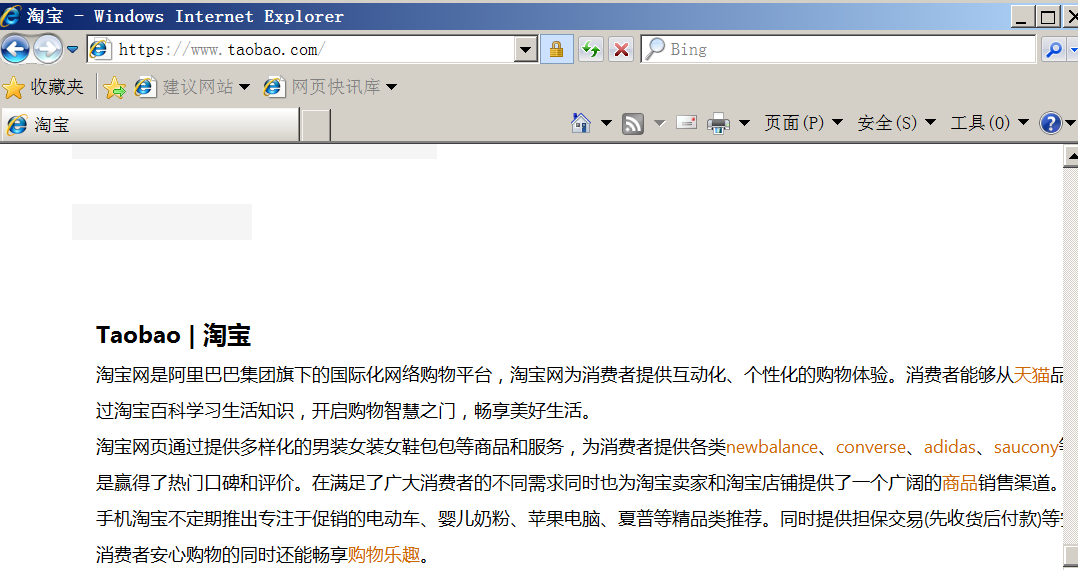 淘宝 - Windows Internet Explorer
https://www.taobao.com/
Bing
收藏夹
建议网站
网页快讯库
淘宝
页面(P)
安全(S)
工具(O)
Taobao | 淘宝
淘宝网是阿里巴巴集团旗下的国际化网络购物平台，淘宝网为消费者提供互动化、个性化的购物体验。消费者能够从天猫品
过淘宝百科学习生活知识，开启购物智慧之门，畅享美好生活。
淘宝网页通过提供多样化的男装女装女鞋包包等商品和服务，为消费者提供各类newbalance、converse、adidas、saucony
是赢得了热门口碑和评价。在满足了广大消费者的不同需求同时也为淘宝卖家和淘宝店铺提供了一个广阔的商品销售渠道。
手机淘宝不定期推出专注于促销的电动车、婴儿奶粉、苹果电脑、夏普等精品类推荐。同时提供担保交易(先收货后付款)等
消费者安心购物的同时还能畅享购物乐趣。